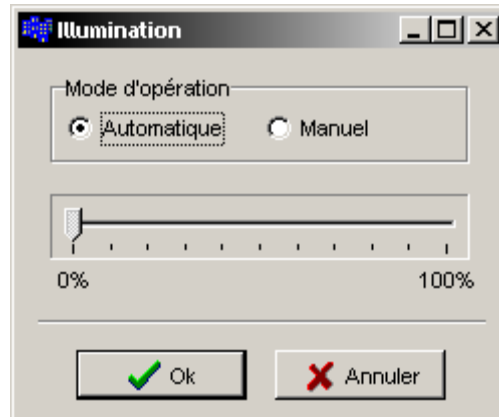 Illumination
Mode d'opération
Automatique Manuel
0% 100%
Ok Annuler